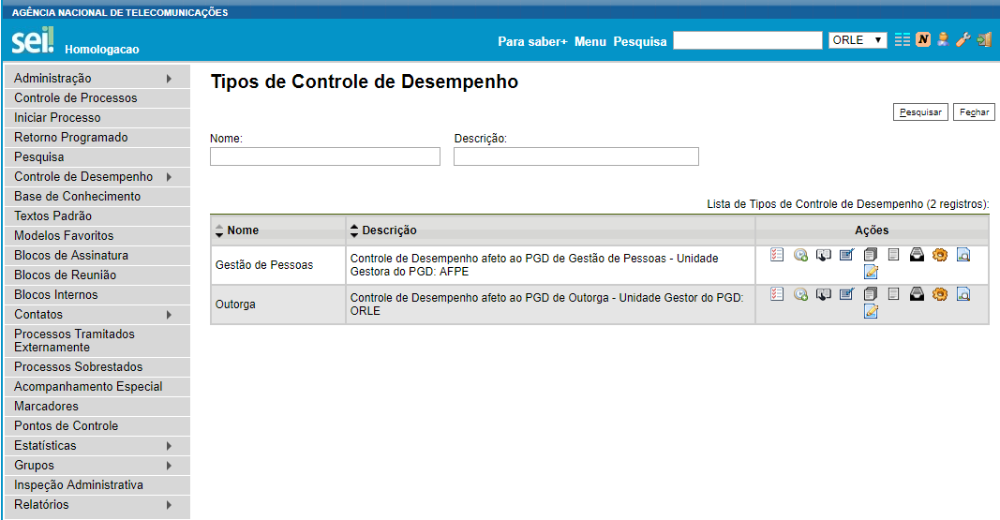 AGÊNCIA NACIONAL DE TELECOMUNICAÇÕES
sei!
Homologacao
Para saber+ Menu Pesquisa
ORLE
N
Administração
Controle de Processos
Iniciar Processo
Retorno Programado
Pesquisa
Controle de Desempenho
Base de Conhecimento
Textos Padrão
Modelos Favoritos
Blocos de Assinatura
Blocos de Reunião
Blocos Internos
Contatos
Processos Tramitados
Externamente
Processos Sobrestados
Acompanhamento Especial
Marcadores
Pontos de Controle
Estatísticas
Grupos
Inspeção Administrativa
Relatórios
Tipos de Controle de Desempenho
Pesquisar
Fechar
Nome:
Descrição:
Lista de Tipos de Controle de Desempenho (2 registros):
Nome
Descrição
Ações
Gestão de Pessoas
Controle de Desempenho afeto ao PGD de Gestão de Pessoas - Unidade
Gestora do PGD: AFPE
Outorga
Controle de Desempenho afeto ao PGD de Outorga - Unidade Gestor do PGD:
ORLE